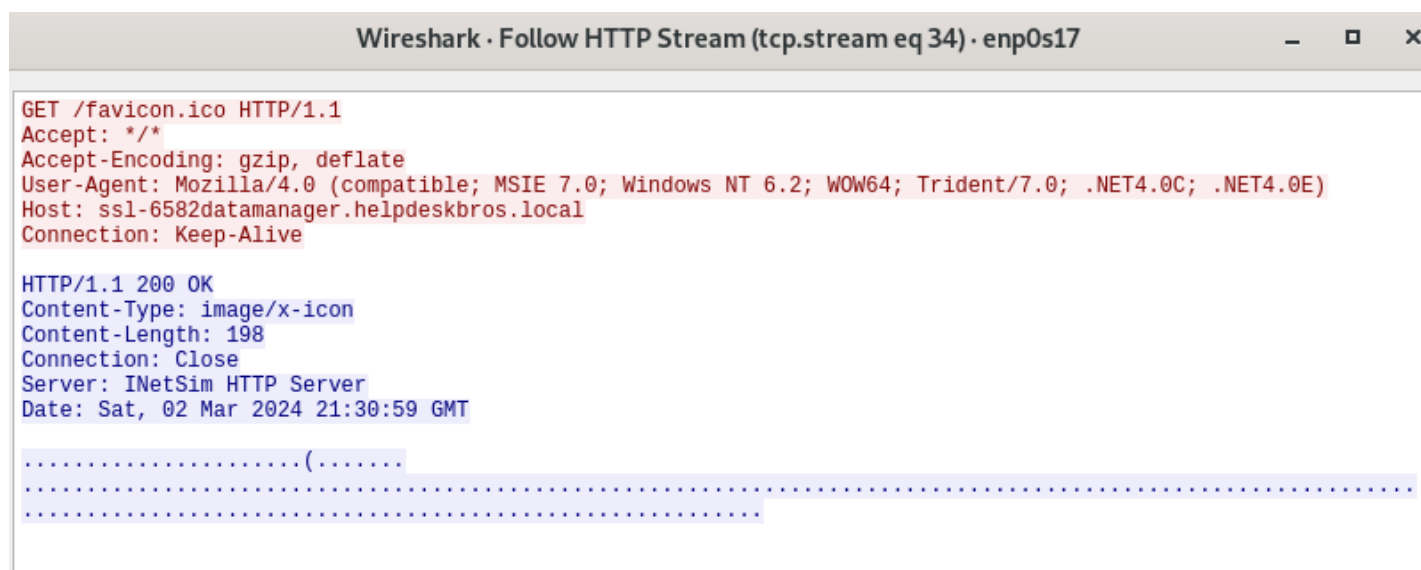 Wireshark · Follow HTTP Stream (tcp.stream eq 34) · enp0s17
GET /favicon.ico HTTP/1.1
Accept: */*
Accept-Encoding: gzip, deflate
User-Agent: Mozilla/4.0 (compatible; MSIE 7.0; Windows NT 6.2; WOW64; Trident/7.0; .NET4.0C; .NET4.0E)
Host: ssl-6582datamanager.helpdeskbros.local
Connection: Keep-Alive
HTTP/1.1 200 OK
Content-Type: image/x-icon
Content-Length: 198
Connection: Close
Server: INetSim HTTP Server
Date: Sat, 02 Mar 2024 21:30:59 GMT
......................(.......
.............................................................................................................
..........................................................